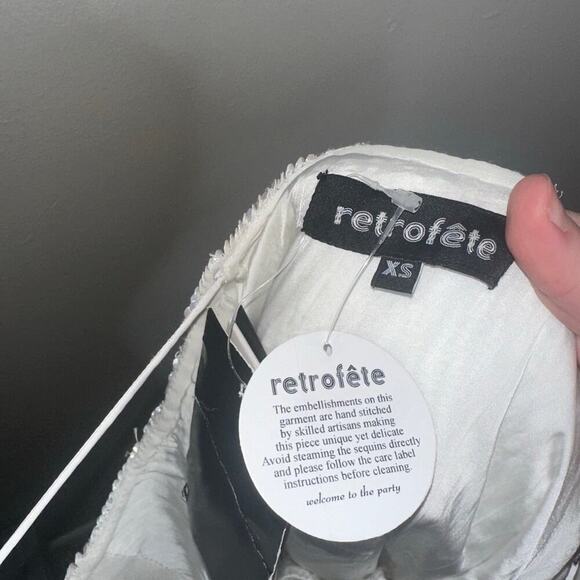 retrofête
XS
retrofête
The embellishments on this
garment are hand stitched
by skilled artisans making
this piece unique yet delicate
Avoid steaming the sequins directly
and please follow the care label
instructions before cleaning.
welcome to the party